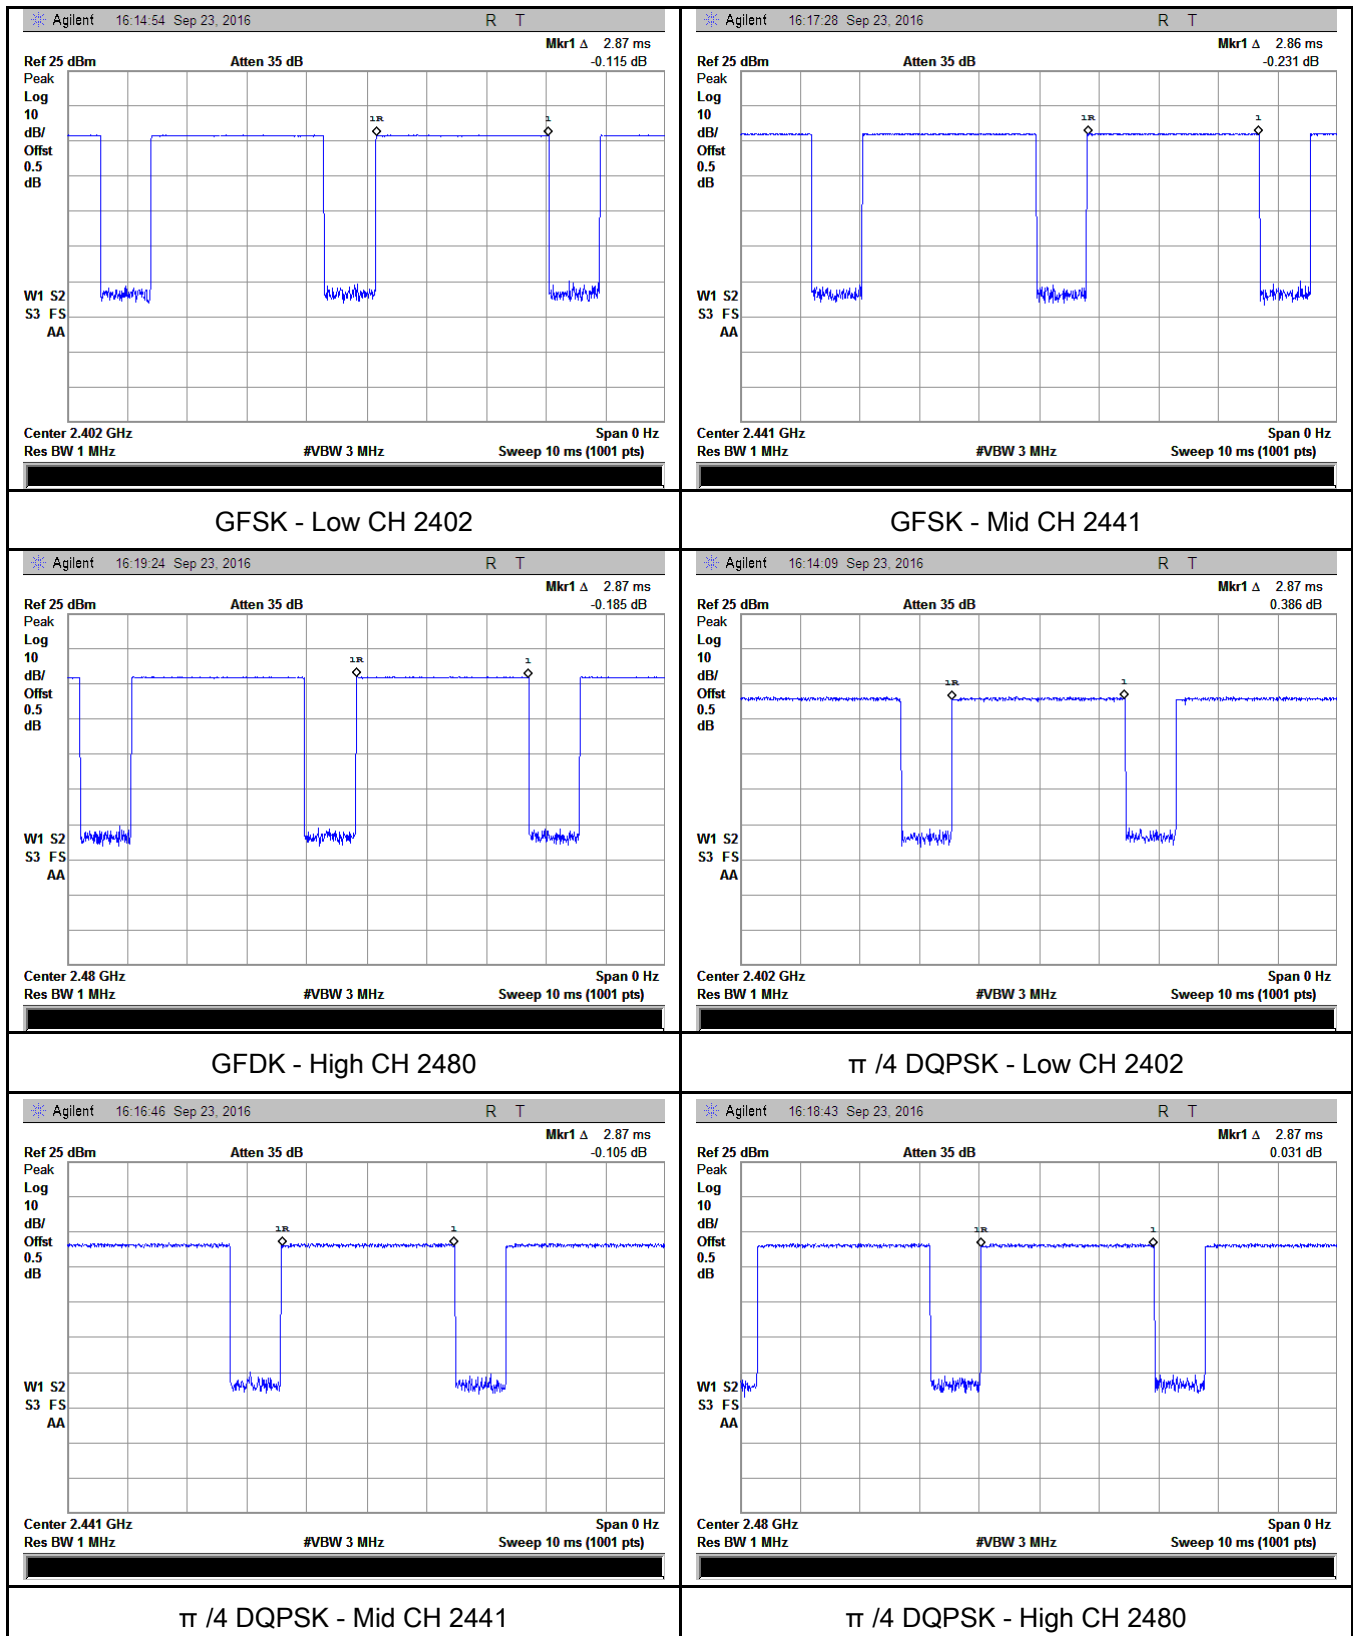 Agilent 16:14:54 Sep 23, 2016 R T
Mkr1 Δ 2.87 ms
Ref 25 dBm Atten 35 dB -0.115 dB
Peak
Log
10
dB/
Offst
0.5
dB
1R 1
W1 S2
S3 FS
AA
Center 2.402 GHz Span 0 Hz
Res BW 1 MHz #VBW 3 MHz Sweep 10 ms (1001 pts)
GFSK - Low CH 2402
Agilent 16:17:28 Sep 23, 2016 R T
Mkr1 Δ 2.86 ms
Ref 25 dBm Atten 35 dB -0.231 dB
Peak
Log
10
dB/
Offst
0.5
dB
1R 1
W1 S2
S3 FS
AA
Center 2.441 GHz Span 0 Hz
Res BW 1 MHz #VBW 3 MHz Sweep 10 ms (1001 pts)
GFSK - Mid CH 2441
Agilent 16:19:24 Sep 23, 2016 R T
Mkr1 Δ 2.87 ms
Ref 25 dBm Atten 35 dB -0.185 dB
Peak
Log
10
dB/
Offst
0.5
dB
1R 1
W1 S2
S3 FS
AA
Center 2.48 GHz Span 0 Hz
Res BW 1 MHz #VBW 3 MHz Sweep 10 ms (1001 pts)
GFDK - High CH 2480
Agilent 16:14:09 Sep 23, 2016 R T
Mkr1 Δ 2.87 ms
Ref 25 dBm Atten 35 dB 0.386 dB
Peak
Log
10
dB/
Offst
0.5
dB
1R 1
W1 S2
S3 FS
AA
Center 2.402 GHz Span 0 Hz
Res BW 1 MHz #VBW 3 MHz Sweep 10 ms (1001 pts)
π /4 DQPSK - Low CH 2402
Agilent 16:16:46 Sep 23, 2016 R T
Mkr1 Δ 2.87 ms
Ref 25 dBm Atten 35 dB -0.105 dB
Peak
Log
10
dB/
Offst
0.5
dB
1R 1
W1 S2
S3 FS
AA
Center 2.441 GHz Span 0 Hz
Res BW 1 MHz #VBW 3 MHz Sweep 10 ms (1001 pts)
π /4 DQPSK - Mid CH 2441
Agilent 16:18:43 Sep 23, 2016 R T
Mkr1 Δ 2.87 ms
Ref 25 dBm Atten 35 dB 0.031 dB
Peak
Log
10
dB/
Offst
0.5
dB
1R 1
W1 S2
S3 FS
AA
Center 2.48 GHz Span 0 Hz
Res BW 1 MHz #VBW 3 MHz Sweep 10 ms (1001 pts)
π /4 DQPSK - High CH 2480